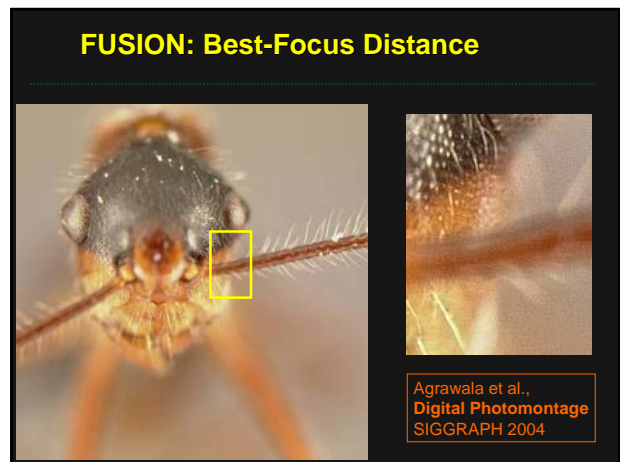 FUSION: Best-Focus Distance
Agrawala et al.,
Digital Photomontage
SIGGRAPH 2004